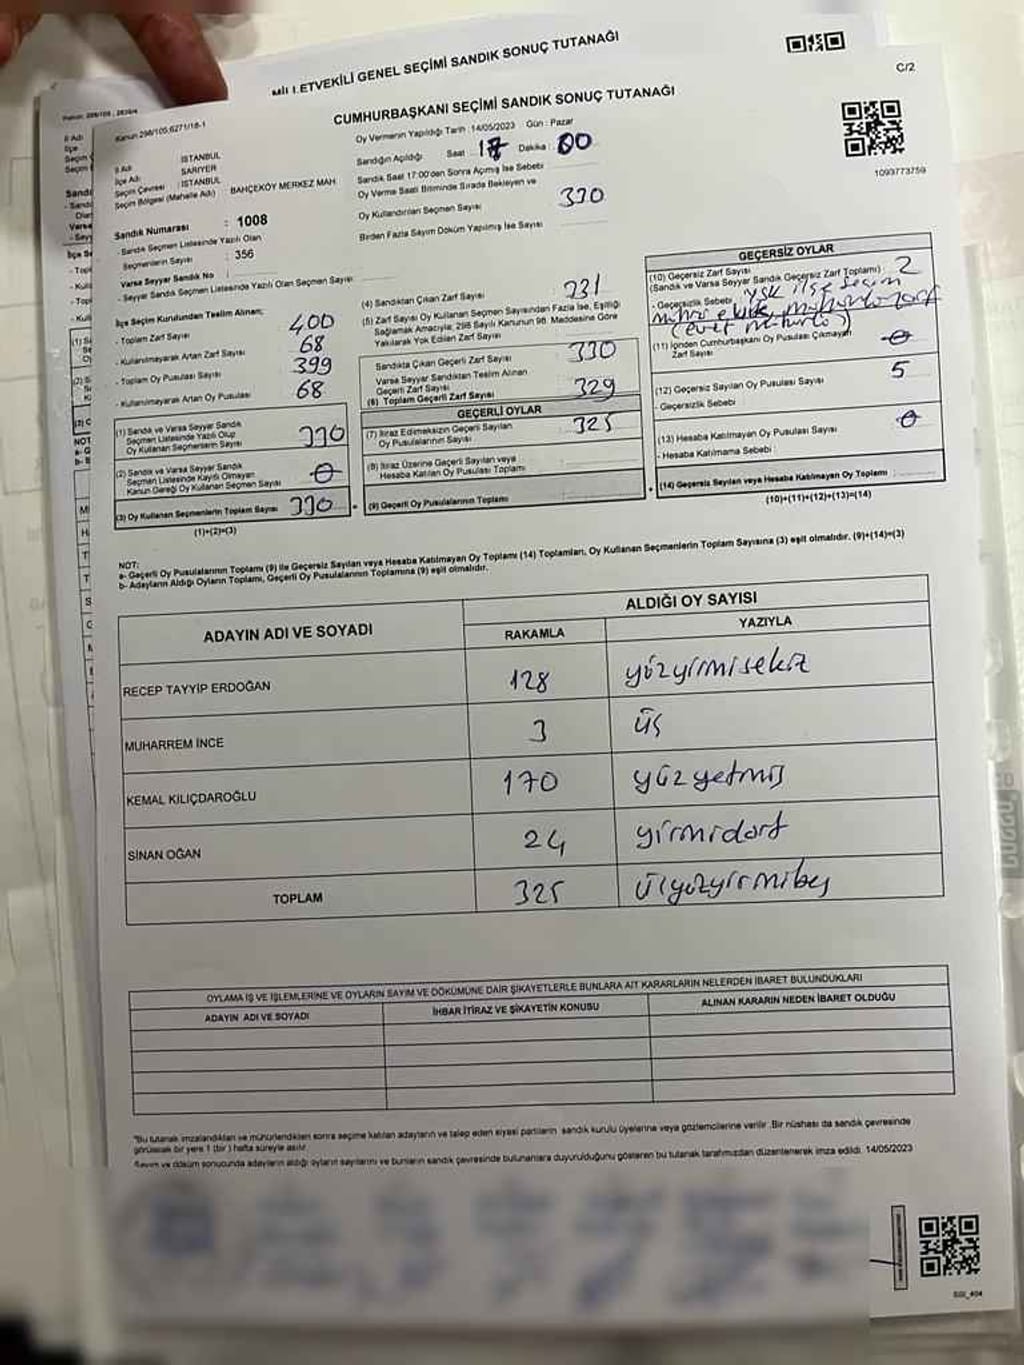 MİLLETVEKİLİ GENEL SEÇİMİ SANDIK SONUÇ TUTANAĞI
C/2
CUMHURBAŞKANI SEÇİMİ SANDIK SONUÇ TUTANAĞI
Kanun 298/105;6271/18-1
Oy Vermenin Yapıldığı Tarih : 14/05/2023 Gün : Pazar
Sandığın Açıldığı Saat 17 Dakika : 00
Sandık Saat 17:00'den Sonra Açımış İse Sebebi
Oy Verme Saati Bitiminde Sırada Bekleyen ve
Oy Kullandırılan Seçmen Sayısı 330
Birden Fazla Sayım Döküm Yapılmış İse Sayısı
1093773759
İl Adı : İSTANBUL
İlçe Adı : SARIYER
Seçim Çevresi : İSTANBUL
Seçim Bölgesi (Mahalle Adı) : BAHÇEKÖY MERKEZ MAH
Sandık Numarası : 1008
- Sandık Seçmen Listesinde Yazılı Olan
Seçmenlerin Sayısı : 356
Varsa Seyyar Sandık No :
- Seyyar Sandık Seçmen Listesinde Yazılı Olan Seçmen Sayısı:
İlçe Seçim Kurulundan Teslim Alınan;
- Toplam Zarf Sayısı 400
- Kullanılmayarak Artan Zarf Sayısı 68
- Toplam Oy Pusulası Sayısı 399
- Kullanılmayarak Artan Oy Pusulası 68
(1) Sandık ve Varsa Seyyar Sandık
Seçmen Listesinde Yazılı Olup
Oy Kullanan Seçmenlerin Sayısı 330
(2) Sandık ve Varsa Seyyar Sandık
Seçmen Listesinde Kayıtlı Olmayan
Kanun Gereği Oy Kullanan Seçmen Sayısı 0
(3) Oy Kullanan Seçmenlerin Toplam Sayısı 330
(1)+(2)=(3)
(4) Sandıktan Çıkan Zarf Sayısı 331
(5) Zarf Sayısı Oy Kullanan Seçmen Sayısından Fazla İse, Eşitliği
Sağlamak Amacıyla; 298 Sayılı Kanunun 98. Maddesine Göre
Yakılarak Yok Edilen Zarf Sayısı
Sandıkta Çıkan Geçerli Zarf Sayısı 330
Varsa Seyyar Sandıktan Teslim Alınan
Geçerli Zarf Sayısı
(6) Toplam Geçerli Zarf Sayısı 329
GEÇERLİ OYLAR
(7) İtiraz Edilmeksizin Geçerli Sayılan
Oy Pusulalarının Sayısı 325
(8) İtiraz Üzerine Geçerli Sayılan veya
Hesaba Katılan Oy Pusulası Toplamı
(9) Geçerli Oy Pusulalarının Toplamı
GEÇERSİZ OYLAR
(10) Geçersiz Zarf Sayısı
(Sandık ve Varsa Seyyar Sandık Geçersiz Zarf Toplamı) : 2
- Geçersizlik Sebebi ysk ilçe seçim
mührü eksik, mühürlü zarf
(evet mühürlü)
(11) İçinden Cumhurbaşkanı Oy Pusulası Çıkmayan
Zarf Sayısı 0
(12) Geçersiz Sayılan Oy Pusulası Sayısı 5
- Geçersizlik Sebebi
(13) Hesaba Katılmayan Oy Pusulası Sayısı 0
- Hesaba Katılmama Sebebi
(14) Geçersiz Sayılan veya Hesaba Katılmayan Oy Toplamı
(10)+(11)+(12)+(13)=(14)
NOT:
a- Geçerli Oy Pusulalarının Toplamı (9) ile Geçersiz Sayılan veya Hesaba Katılmayan Oy Toplamı (14) Toplamları, Oy Kullanan Seçmenlerin Toplam Sayısına (3) eşit olmalıdır. (9)+(14)=(3)
b- Adayların Aldığı Oyların Toplamı, Geçerli Oy Pusulalarının Toplamına (9) eşit olmalıdır.
ADAYIN ADI VE SOYADI ALDIĞI OY SAYISI
RAKAMLA YAZIYLA
RECEP TAYYİP ERDOĞAN 128 yüzyirmisekiz
MUHARREM İNCE 3 üç
KEMAL KILIÇDAROĞLU 170 yüzyetmiş
SİNAN OĞAN 24 yirmidört
TOPLAM 325 üçyüzyirmibeş
OYLAMA İŞ VE İŞLEMLERİNE VE OYLARIN SAYIM VE DÖKÜMÜNE DAİR ŞİKAYETLERLE BUNLARA AİT KARARLARIN NELERDEN İBARET BULUNDUKLARI
ADAYIN ADI VE SOYADI İHBAR İTİRAZ VE ŞİKAYETİN KONUSU ALINAN KARARIN NEDEN İBARET OLDUĞU
"Bu tutanak imzalandıktan ve mühürlendikten sonra seçime katılan adayların ve talep eden siyasi partilerin sandık kurulu üyelerine veya gözlemcilerine verilir. Bir nüshası da sandık çevresinde
görülecek bir yere 1 (bir) hafta süreyle asılır.
Sayım ve döküm sonucunda adayların aldığı oyların sayılarını ve bunların sandık çevresinde bulunanlara duyurulduğunu gösteren bu tutanak tarafımızdan düzenlenerek imza edildi. 14/05/2023